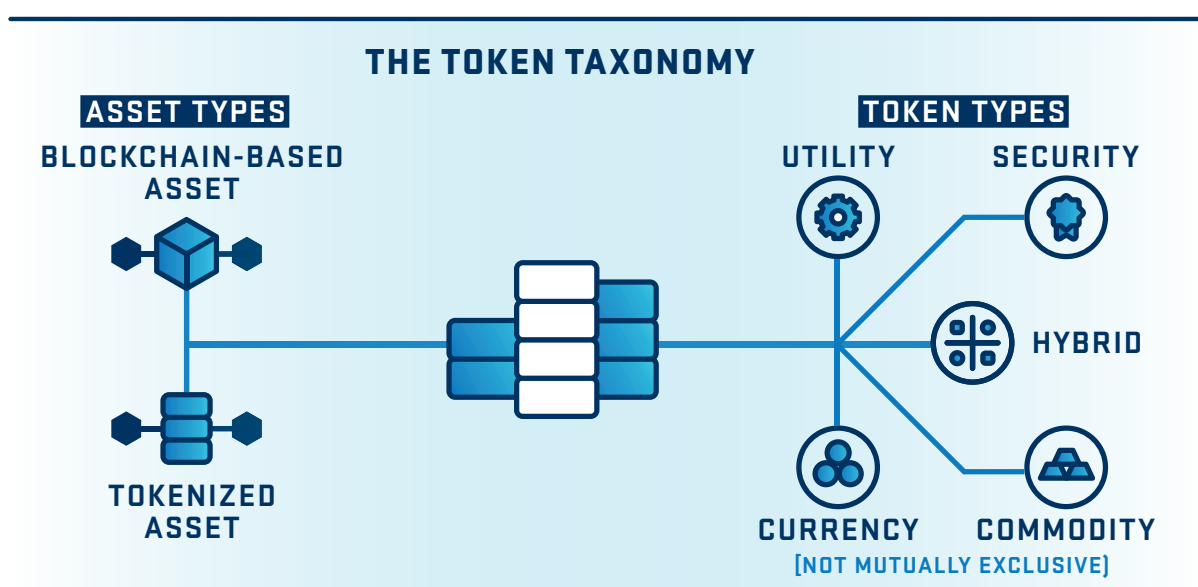 THE TOKEN TAXONOMY
ASSET TYPES
BLOCKCHAIN-BASED
ASSET
TOKENIZED
ASSET
TOKEN TYPES
UTILITY
SECURITY
HYBRID
CURRENCY
COMMODITY
[NOT MUTUALLY EXCLUSIVE]